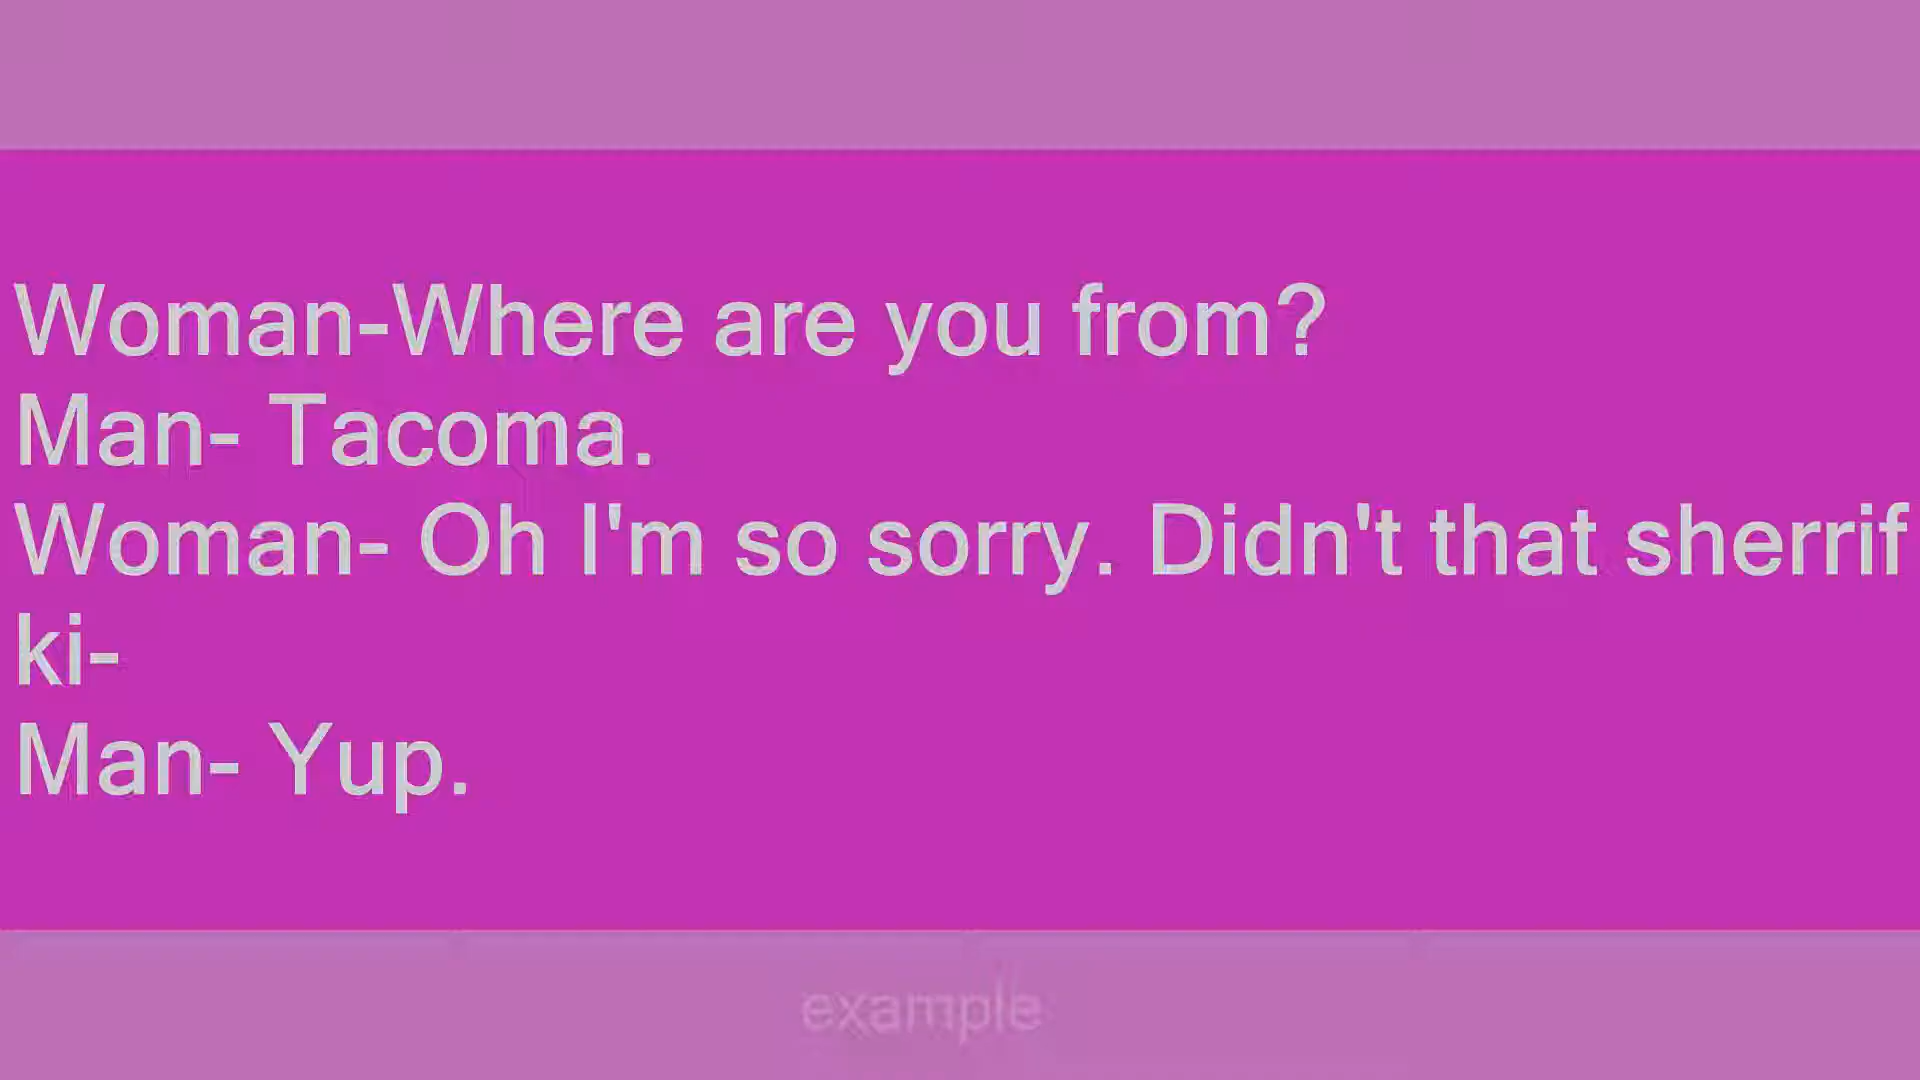 Woman-Where are you from?
Man- Tacoma.
Woman- Oh I'm so sorry. Didn't that sherrif
ki-
Man- Yup.
example